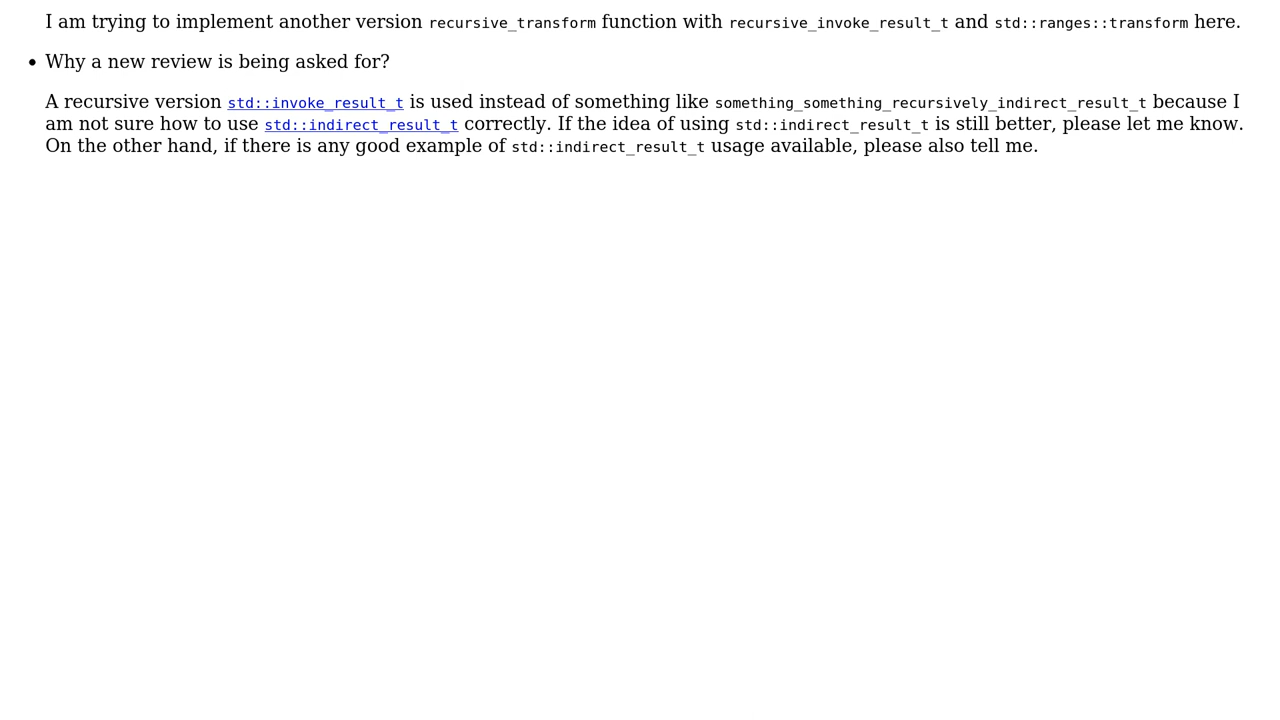 I am trying to implement another version recursive_transform function with recursive_invoke_result_t and std::ranges::transform here.
• Why a new review is being asked for?
A recursive version std::invoke_result_t is used instead of something like something_something_recursively_indirect_result_t because I
am not sure how to use std::indirect_result_t correctly. If the idea of using std::indirect_result_t is still better, please let me know.
On the other hand, if there is any good example of std::indirect_result_t usage available, please also tell me.